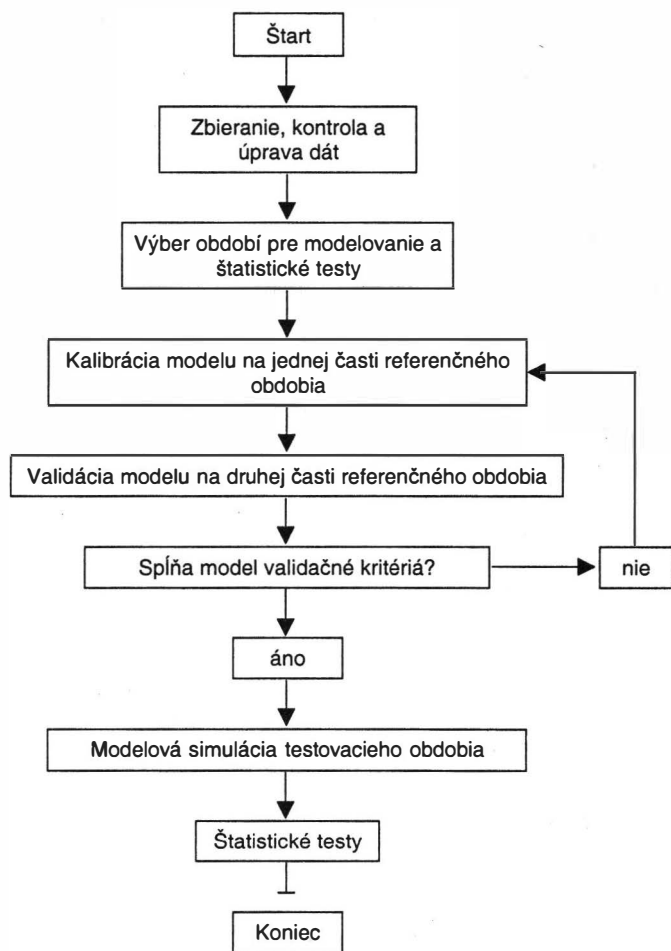 Štart
Zbieranie, kontrola a
úprava dát
Výber období pre modelovanie a
štatistické testy
Kalibrácia modelu na jednej časti referenčného
obdobia
Validácia modelu na druhej časti referenčného obdobia
Spĺňa model validačné kritériá?
nie
áno
Modelová simulácia testovacieho obdobia
Štatistické testy
Koniec